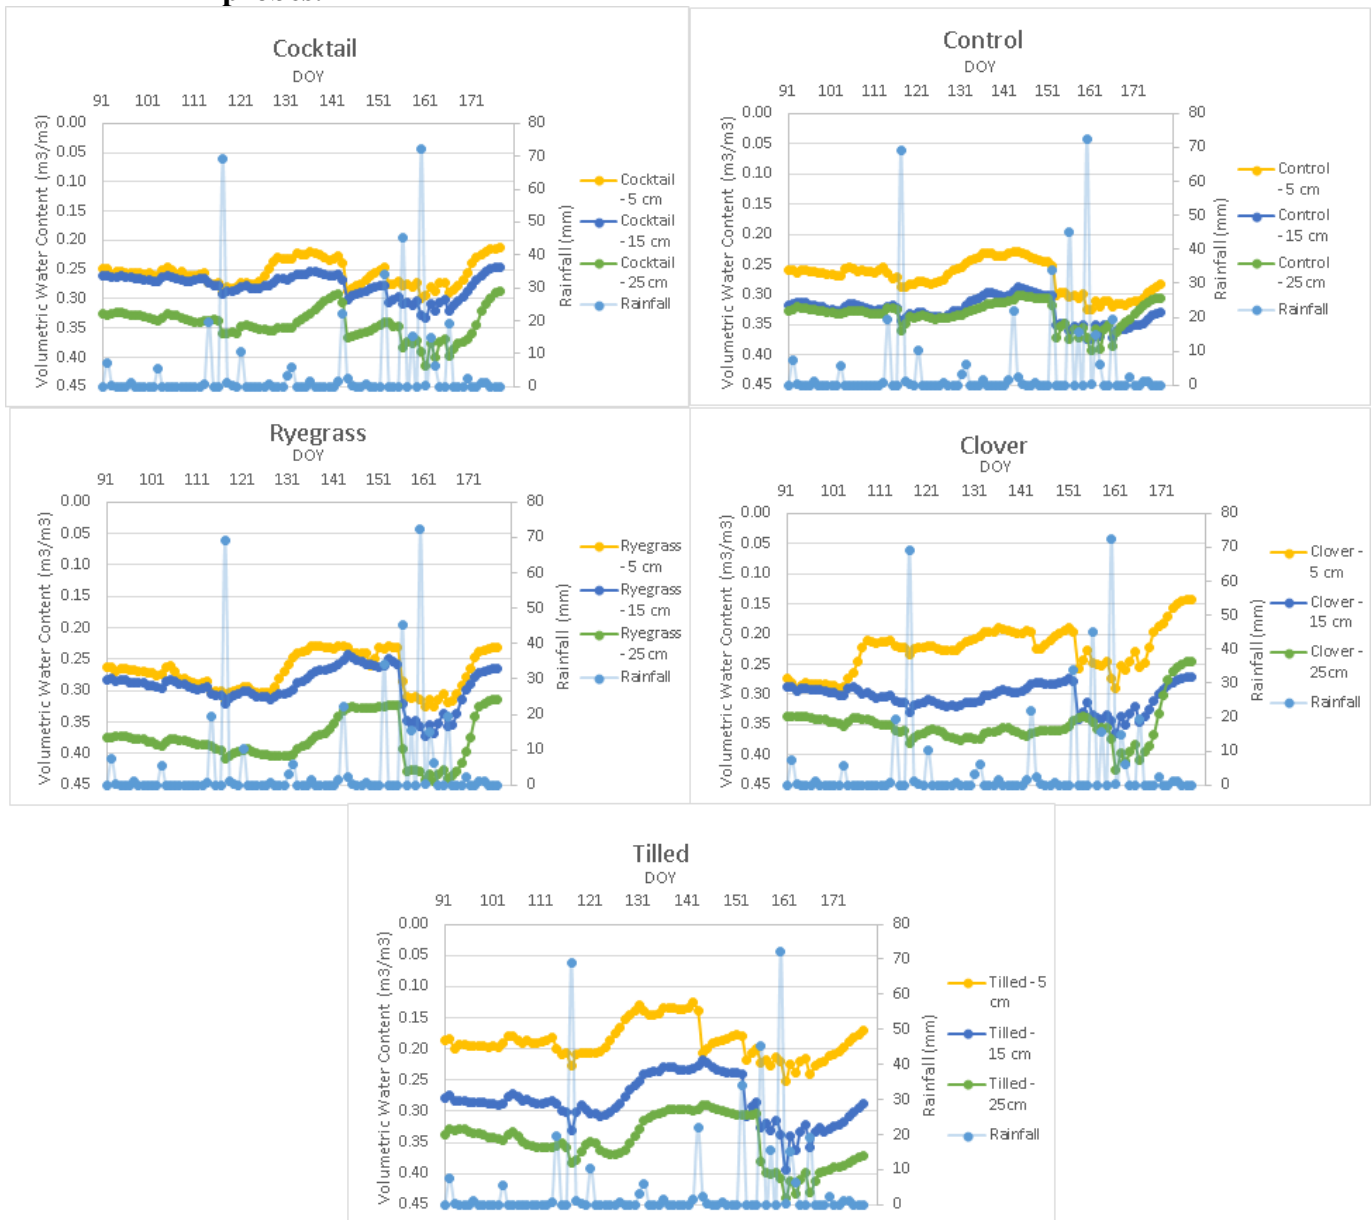 Cocktail
DOY
91 101 111 121 131 141 151 161 171
Volumetric Water Content (m3/m3)
0.00
0.05
0.10
0.15
0.20
0.25
0.30
0.35
0.40
0.45
80
70
60
50
40
30
20
10
0
Rainfall (mm)
Cocktail
- 5 cm
Cocktail
- 15 cm
Cocktail
- 25 cm
Rainfall
Control
DOY
91 101 111 121 131 141 151 161 171
Volumetric Water Content (m3/m3)
0.00
0.05
0.10
0.15
0.20
0.25
0.30
0.35
0.40
0.45
80
70
60
50
40
30
20
10
0
Rainfall (mm)
Control
- 5 cm
Control
- 15 cm
Control
- 25 cm
Rainfall
Ryegrass
DOY
91 101 111 121 131 141 151 161 171
Volumetric Water Content (m3/m3)
0.00
0.05
0.10
0.15
0.20
0.25
0.30
0.35
0.40
0.45
80
70
60
50
40
30
20
10
0
Rainfall (mm)
Ryegrass
- 5 cm
Ryegrass
- 15 cm
Ryegrass
- 25cm
Rainfall
Clover
DOY
91 101 111 121 131 141 151 161 171
Volumetric Water Content (m3/m3)
0.00
0.05
0.10
0.15
0.20
0.25
0.30
0.35
0.40
0.45
80
70
60
50
40
30
20
10
0
Rainfall (mm)
Clover -
5 cm
Clover -
15 cm
Clover -
25cm
Rainfall
Tilled
DOY
91 101 111 121 131 141 151 161 171
Volumetric Water Content (m3/m3)
0.00
0.05
0.10
0.15
0.20
0.25
0.30
0.35
0.40
0.45
80
70
60
50
40
30
20
10
0
Rainfall (mm)
Tilled - 5
cm
Tilled -
15 cm
Tilled -
25cm
Rainfall